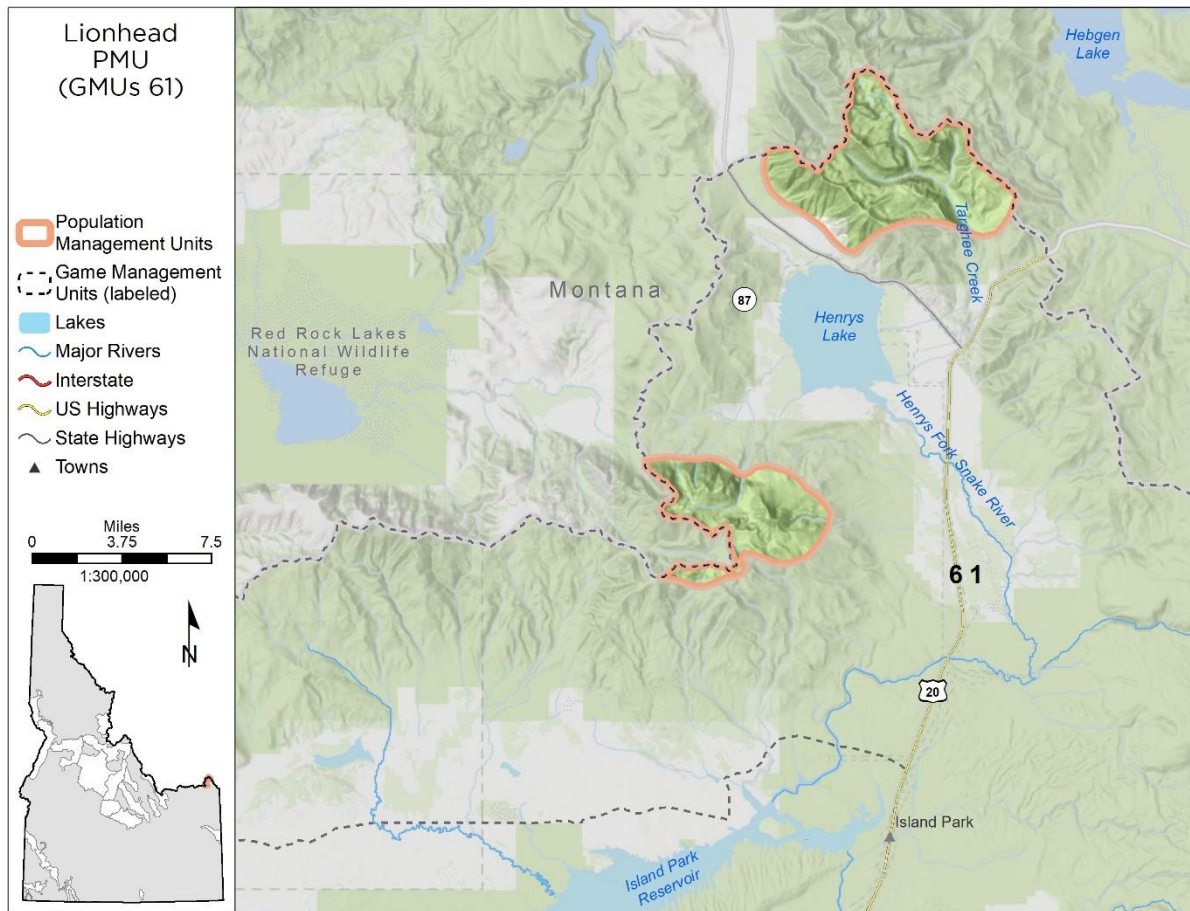 Lionhead
PMU
(GMUs 61)
Population
Management Units
Game Management
Units (labeled)
Lakes
Major Rivers
Interstate
US Highways
State Highways
Towns
Miles
0 3.75 7.5
1:300,000
N
Hebgen
Lake
Targhee Creek
Montana
87
Henrys
Lake
Red Rock Lakes
National Wildlife
Refuge
Henrys Fork Snake River
61
20
Island Park
Island Park
Reservoir